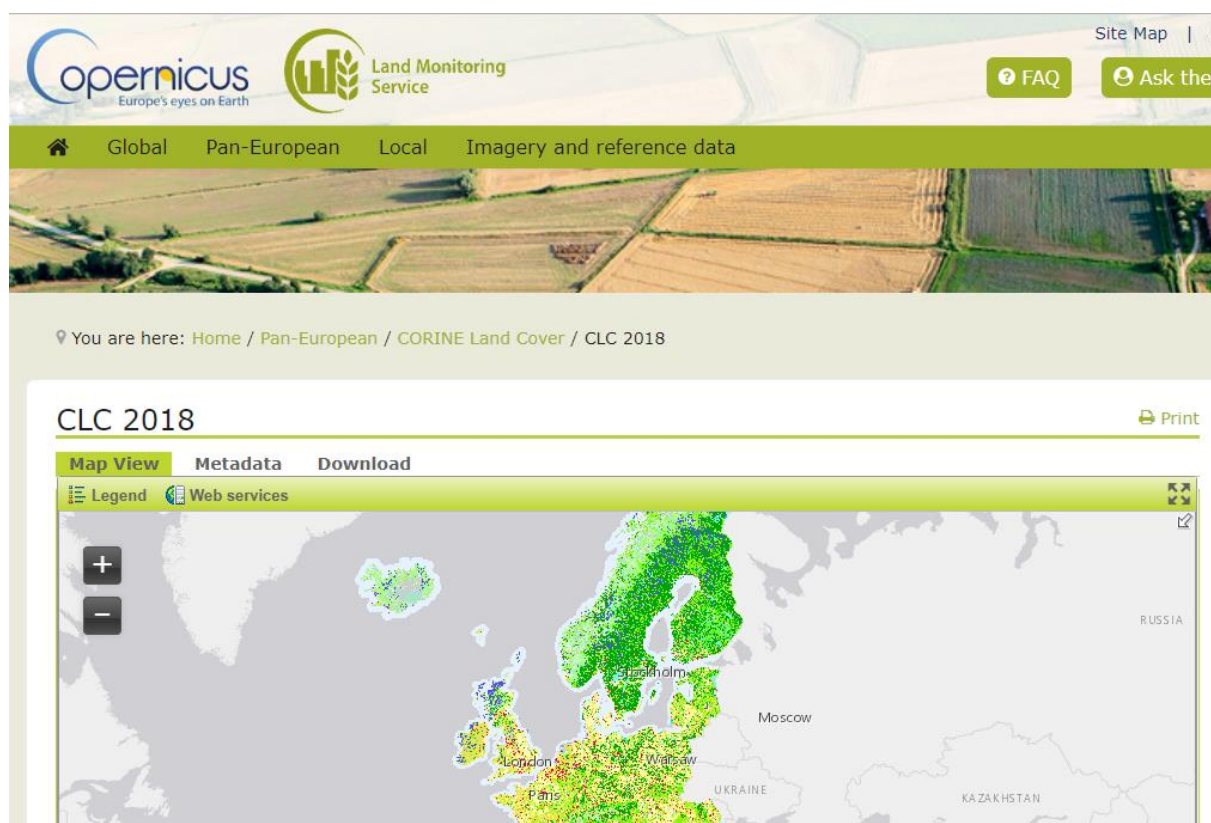 Site Map |
Copernicus
Europe's eyes on Earth
Land Monitoring
Service
FAQ
Ask the
Global Pan-European Local Imagery and reference data
You are here: Home / Pan-European / CORINE Land Cover / CLC 2018
CLC 2018
Print
Map View Metadata Download
Legend Web services
+
−
RUSSIA
Stockholm
Moscow
London
Warsaw
Paris
UKRAINE
KAZAKHSTAN